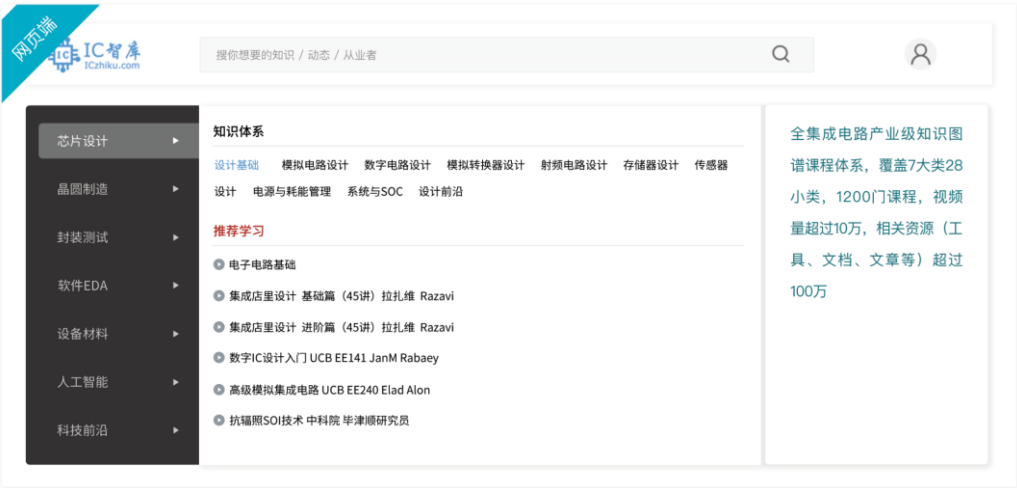 网页端
IC智库
ICzhiku.com
搜你想要的知识 / 动态 / 从业者
芯片设计
晶圆制造
封装测试
软件EDA
设备材料
人工智能
科技前沿
知识体系
设计基础 模拟电路设计 数字电路设计 模拟转换器设计 射频电路设计 存储器设计 传感器
设计 电源与耗能管理 系统与SOC 设计前沿
推荐学习
电子电路基础
集成店里设计 基础篇（45讲）拉扎维 Razavi
集成店里设计 进阶篇（45讲）拉扎维 Razavi
数字IC设计入门 UCB EE141 JanM Rabaey
高级模拟集成电路 UCB EE240 Elad Alon
抗辐照SOI技术 中科院 毕津顺研究员
全集成电路产业级知识图
谱课程体系，覆盖7大类28
小类，1200门课程，视频
量超过10万，相关资源（工
具、文档、文章等）超过
100万